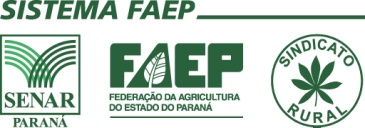 SISTEMA FAEP
SENAR
PARANÁ
FAEP
FEDERAÇÃO DA AGRICULTURA
DO ESTADO DO PARANÁ
SINDICATO
RURAL